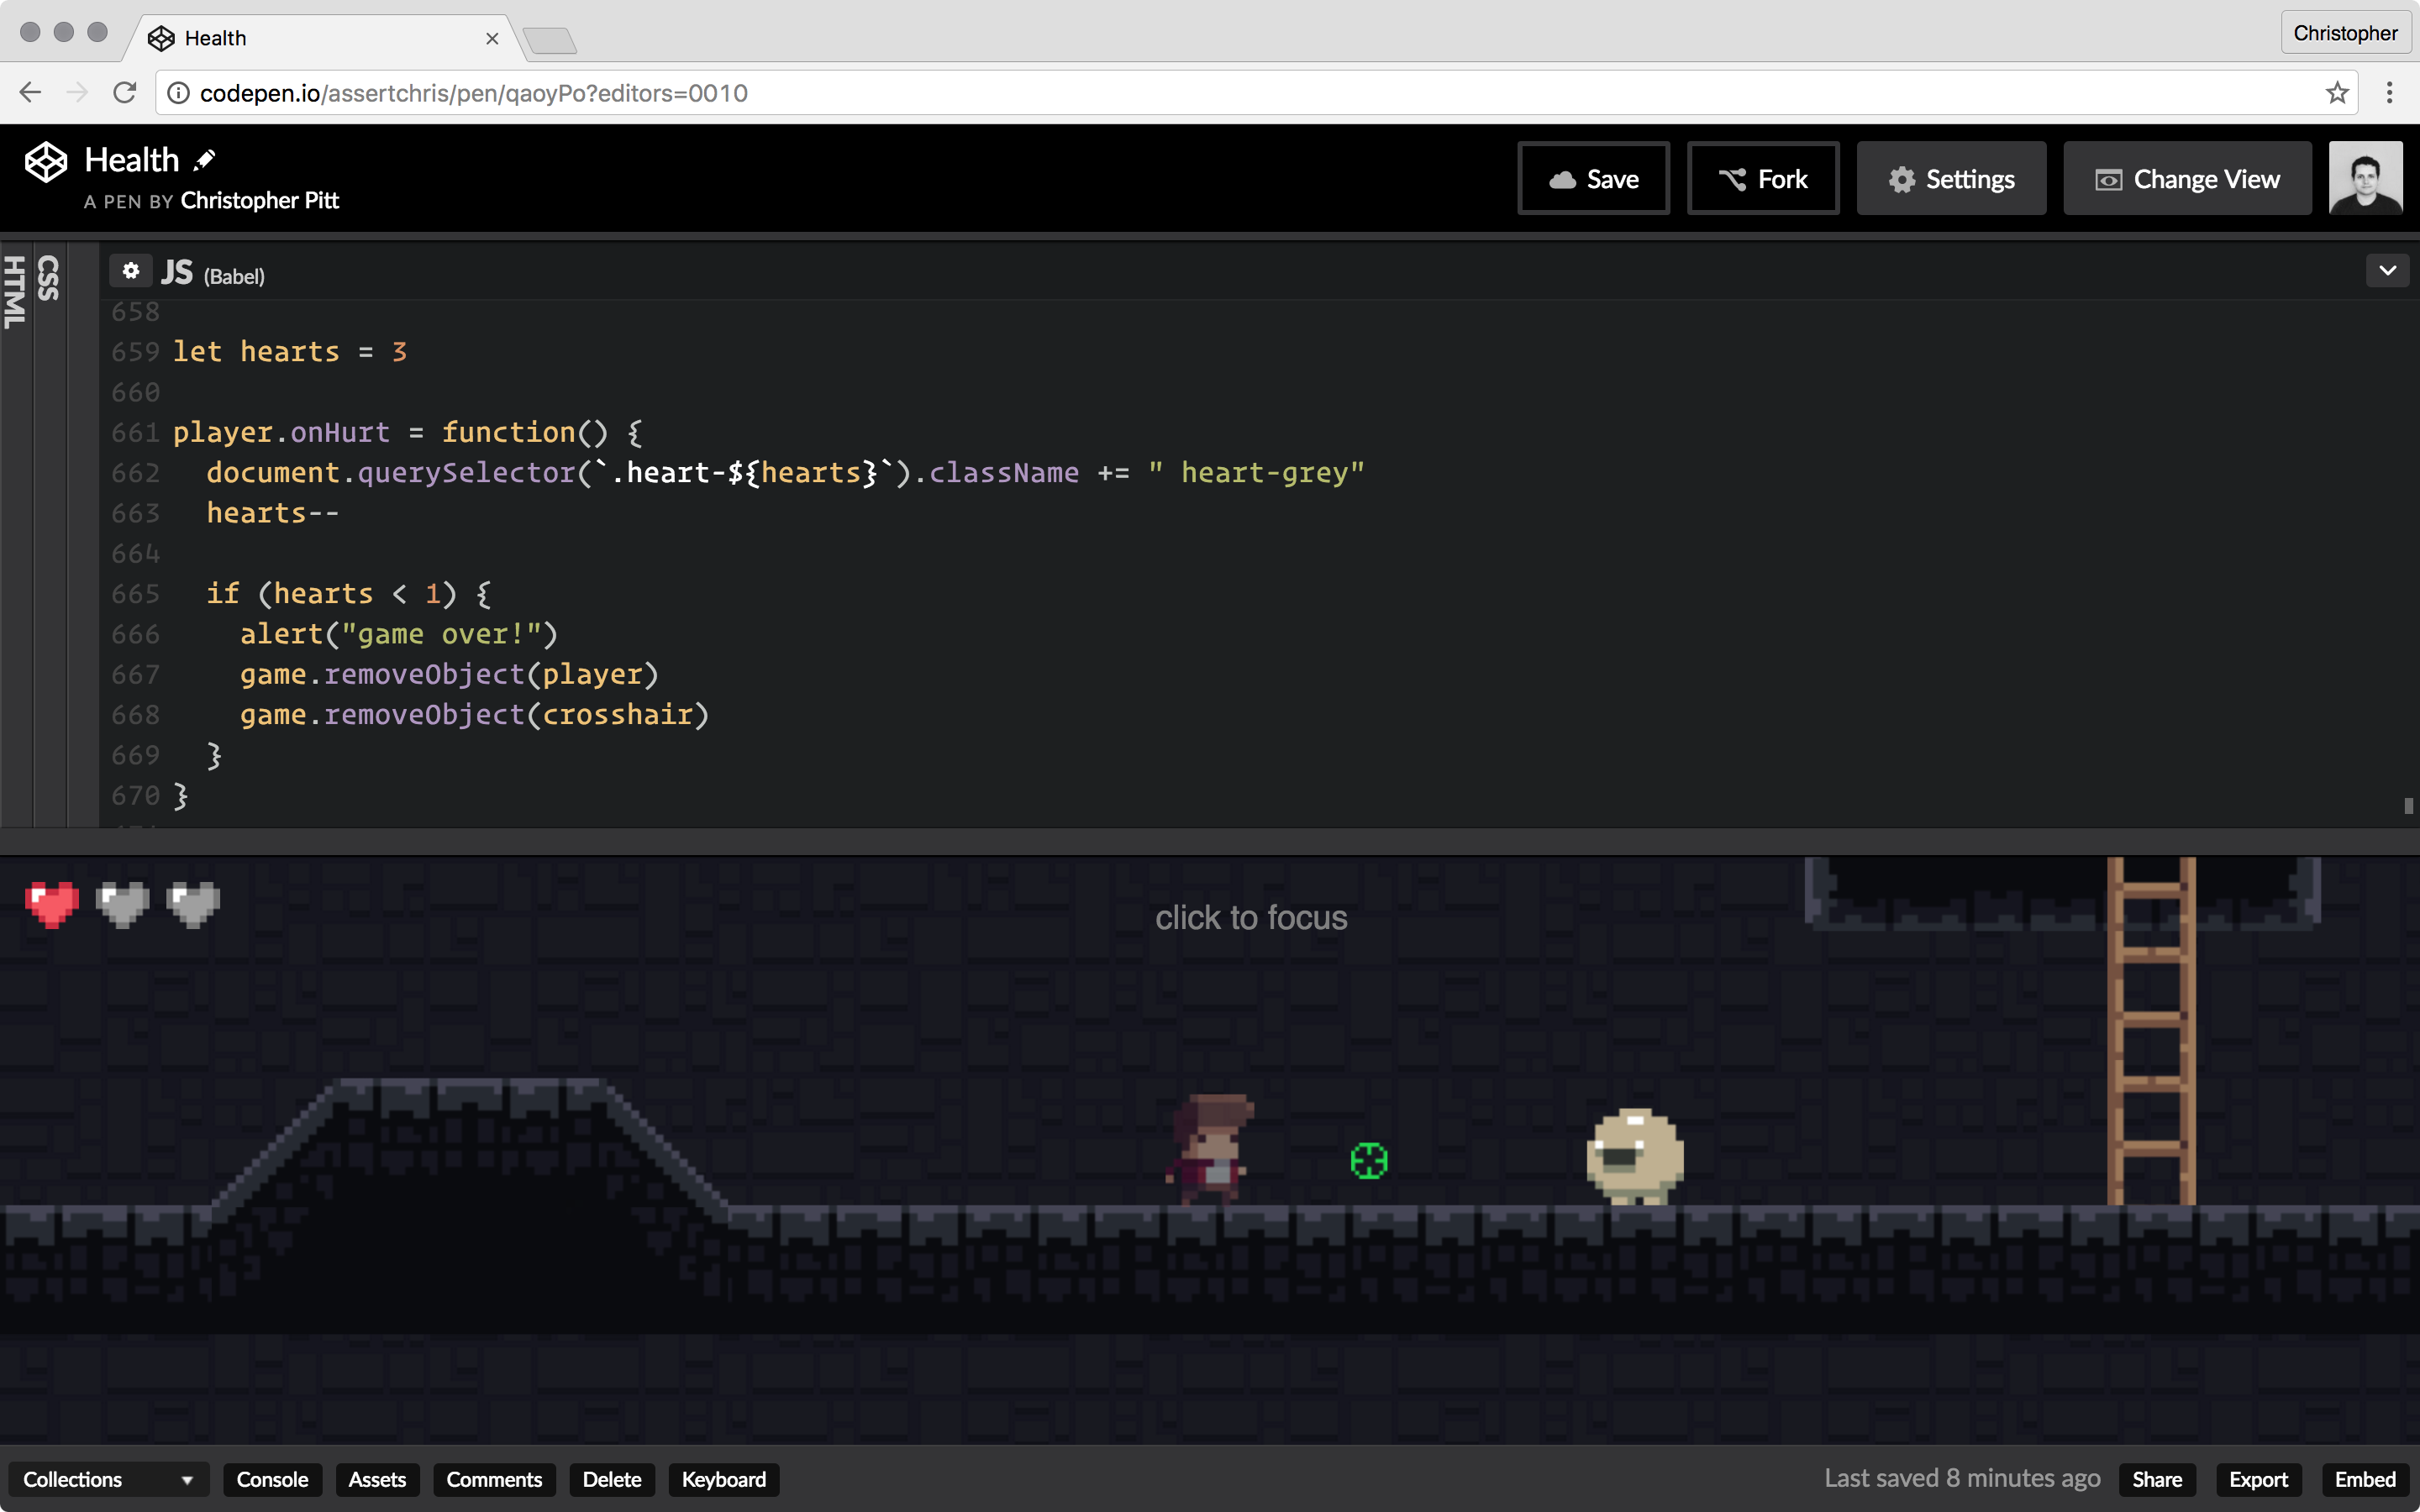 Health
Christopher
codepen.io/assertchris/pen/qaoyPo?editors=0010
Health
A PEN BY Christopher Pitt
Save
Fork
Settings
Change View
HTML
CSS
JS (Babel)
658
659 let hearts = 3
660
661 player.onHurt = function() {
662 document.querySelector(`.heart-${hearts}`).className += " heart-grey"
663 hearts--
664
665 if (hearts < 1) {
666 alert("game over!")
667 game.removeObject(player)
668 game.removeObject(crosshair)
669 }
670 }
click to focus
Collections
Console
Assets
Comments
Delete
Keyboard
Last saved 8 minutes ago
Share
Export
Embed